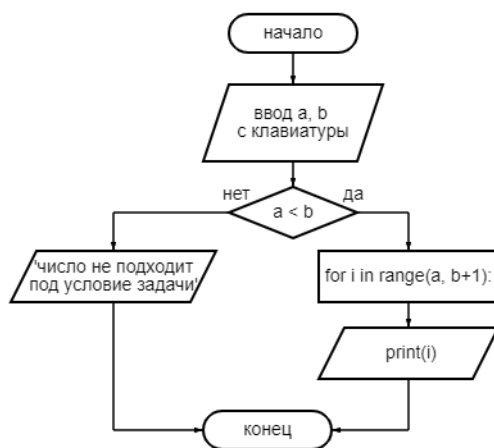 начало
ввод a, b
с клавиатуры
нет
да
a < b
'число не подходит
под условие задачи'
for i in range(a, b+1):
print(i)
конец